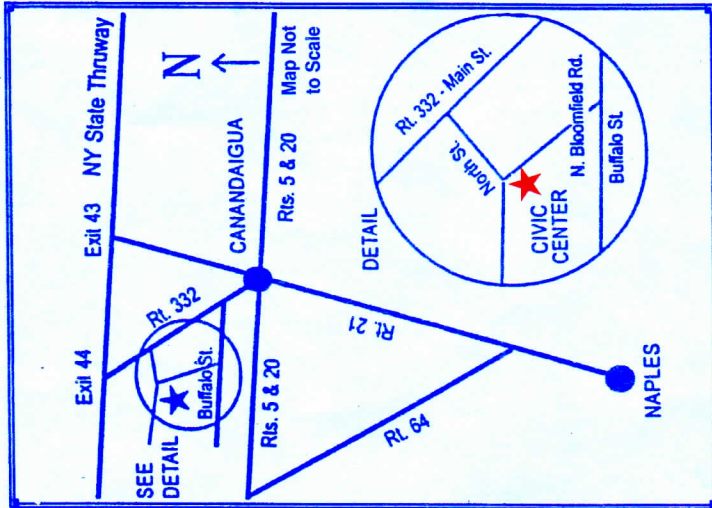 Exit 44
Exit 43
NY State Thruway
N
Rt. 332
SEE
DETAIL
Buffalo St.
CANANDAIGUA
Rts. 5 & 20
Rts. 5 & 20
Map Not
to Scale
Rt. 21
Rt. 64
NAPLES
DETAIL
Rt. 332 - Main St.
North St.
N. Bloomfield Rd.
CIVIC
CENTER
Buffalo St